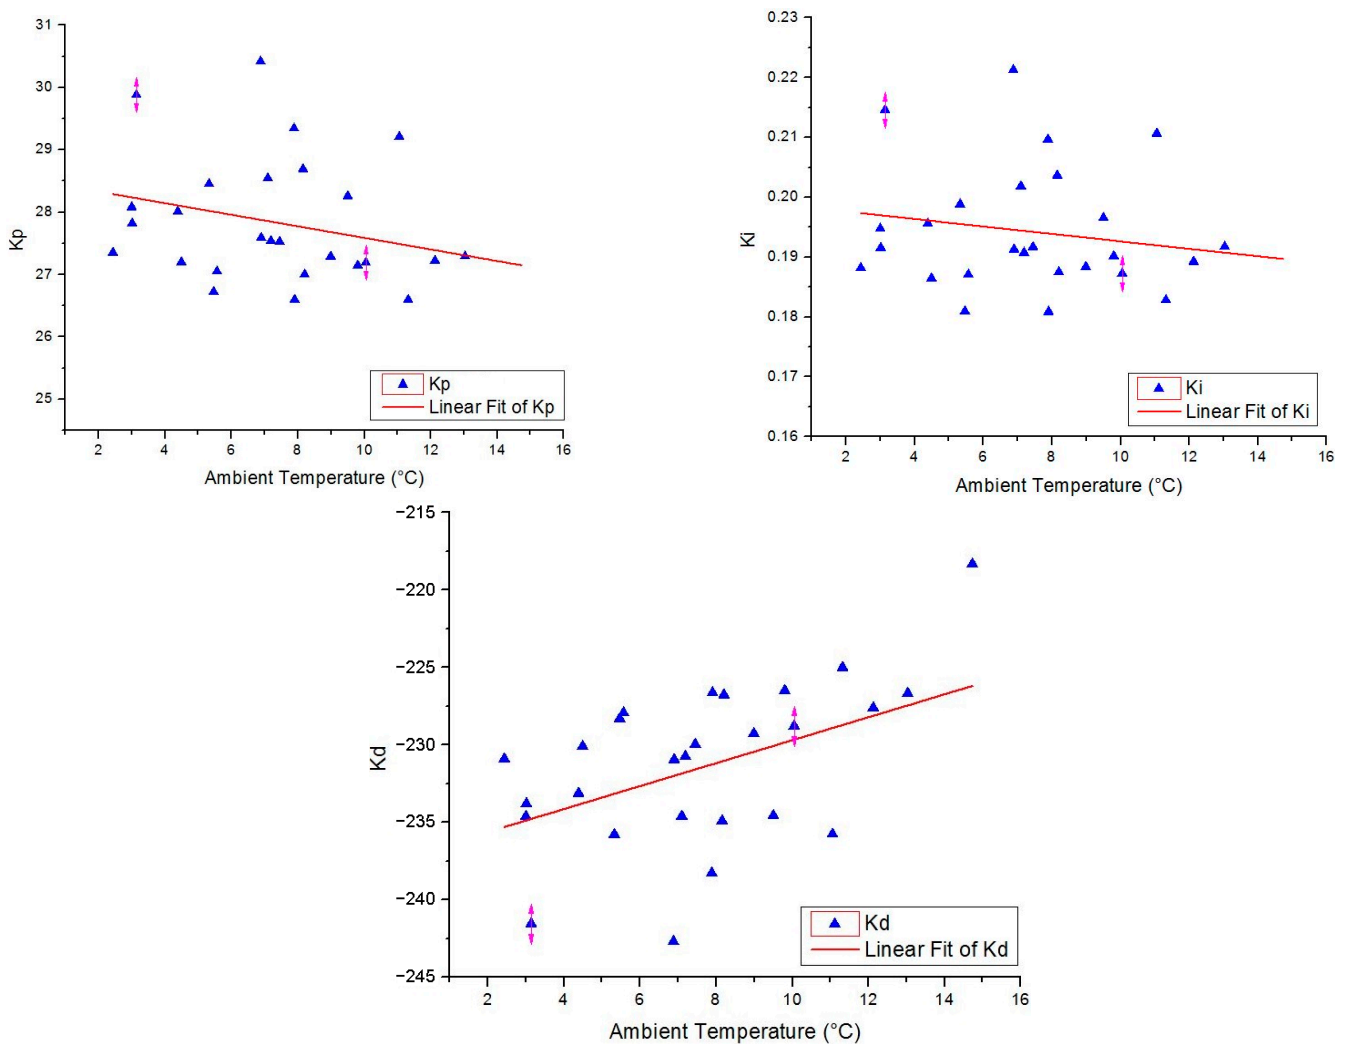 31
30
29
28
27
26
25
Kp
2 4 6 8 10 12 14 16
Ambient Temperature (°C)
Kp
Linear Fit of Kp
0.23
0.22
0.21
0.20
0.19
0.18
0.17
0.16
Ki
2 4 6 8 10 12 14 16
Ambient Temperature (°C)
Ki
Linear Fit of Ki
−215
−220
−225
−230
−235
−240
−245
Kd
2 4 6 8 10 12 14 16
Ambient Temperature (°C)
Kd
Linear Fit of Kd